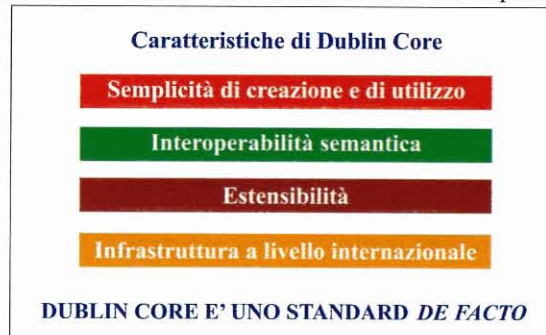 Caratteristiche di Dublin Core
Semplicità di creazione e di utilizzo
Interoperabilità semantica
Estensibilità
Infrastruttura a livello internazionale
DUBLIN CORE E' UNO STANDARD DE FACTO